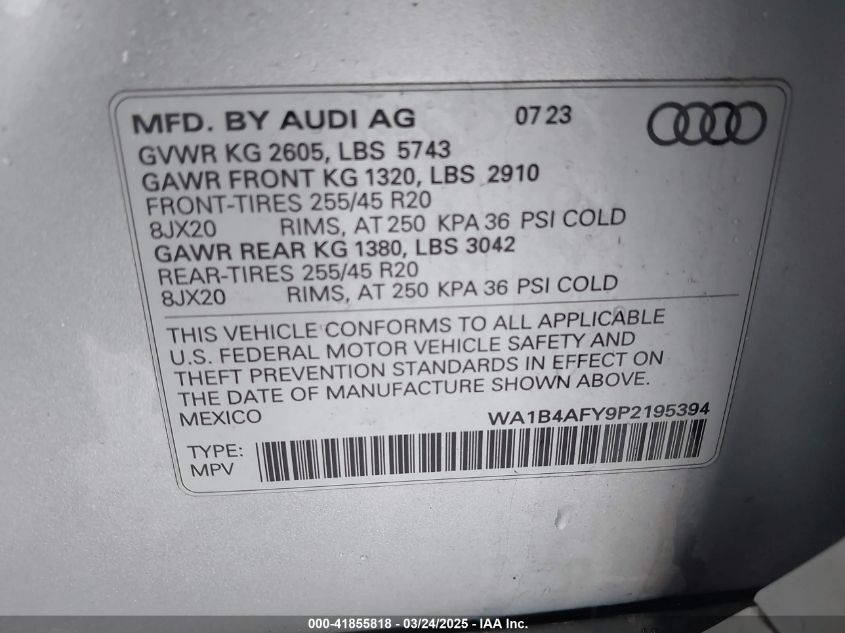 MFD. BY AUDI AG 07 23
GVWR KG 2605, LBS 5743
GAWR FRONT KG 1320, LBS 2910
FRONT-TIRES 255/45 R20
8JX20 RIMS, AT 250 KPA 36 PSI COLD
GAWR REAR KG 1380, LBS 3042
REAR-TIRES 255/45 R20
8JX20 RIMS, AT 250 KPA 36 PSI COLD
THIS VEHICLE CONFORMS TO ALL APPLICABLE
U.S. FEDERAL MOTOR VEHICLE SAFETY AND
THEFT PREVENTION STANDARDS IN EFFECT ON
THE DATE OF MANUFACTURE SHOWN ABOVE.
MEXICO WA1B4AFY9P2195394
TYPE:
MPV
000-41855818 - 03/24/2025 - IAA Inc.